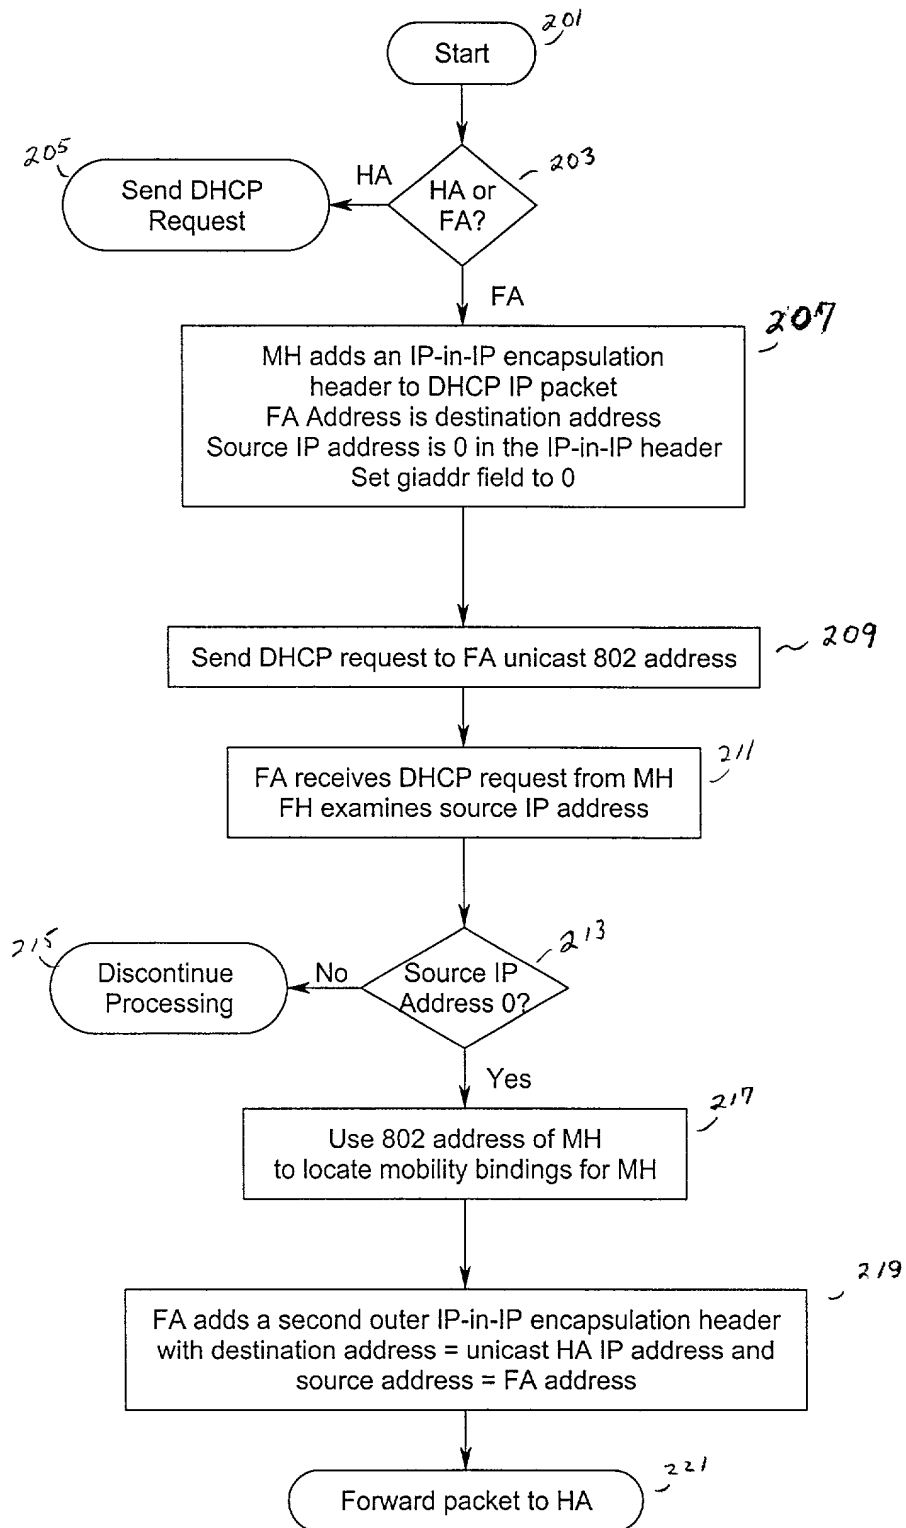 201
Start
203
HA or
FA?
HA
205
Send DHCP
Request
FA
207
MH adds an IP-in-IP encapsulation
header to DHCP IP packet
FA Address is destination address
Source IP address is 0 in the IP-in-IP header
Set giaddr field to 0
209
Send DHCP request to FA unicast 802 address
211
FA receives DHCP request from MH
FH examines source IP address
213
Source IP
Address 0?
No
215
Discontinue
Processing
Yes
217
Use 802 address of MH
to locate mobility bindings for MH
219
FA adds a second outer IP-in-IP encapsulation header
with destination address = unicast HA IP address and
source address = FA address
221
Forward packet to HA